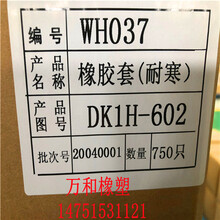 编号 WH037
产品名称 橡胶套(耐寒)
产品图号 DK1H-602
批次号 20040001 数量 750只
万和橡塑
14751531121